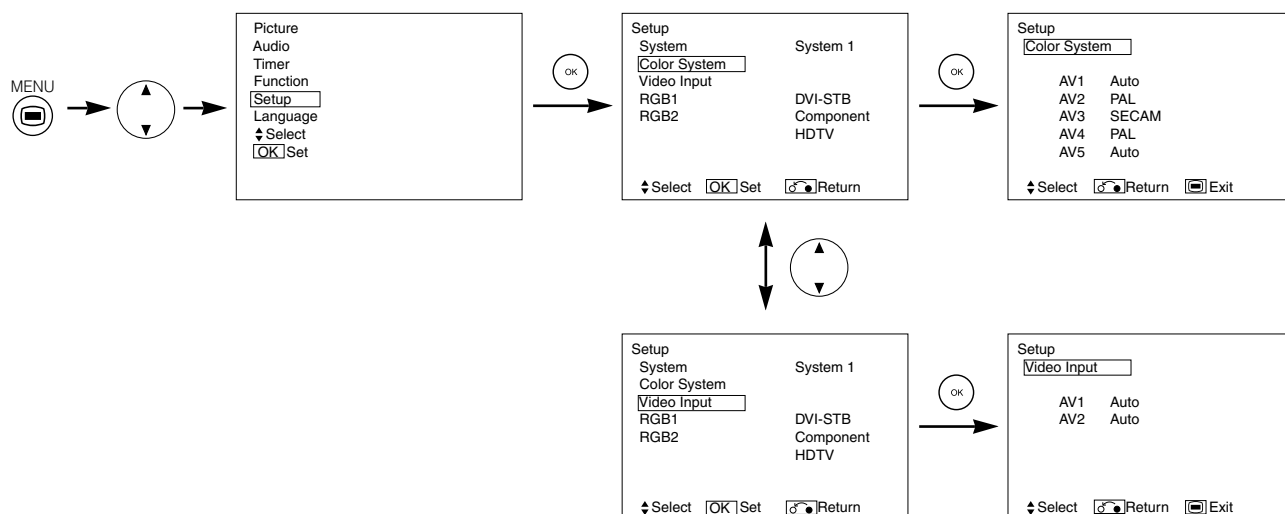 MENU
Picture
Audio
Timer
Function
Setup
Language
Select
OK Set
OK
Setup
System System 1
Color System
Video Input
RGB1 DVI-STB
RGB2 Component
HDTV
Select OK Set Return
OK
Setup
Color System
AV1 Auto
AV2 PAL
AV3 SECAM
AV4 PAL
AV5 Auto
Select Return Exit
Setup
System System 1
Color System
Video Input
RGB1 DVI-STB
RGB2 Component
HDTV
Select OK Set Return
OK
Setup
Video Input
AV1 Auto
AV2 Auto
Select Return Exit